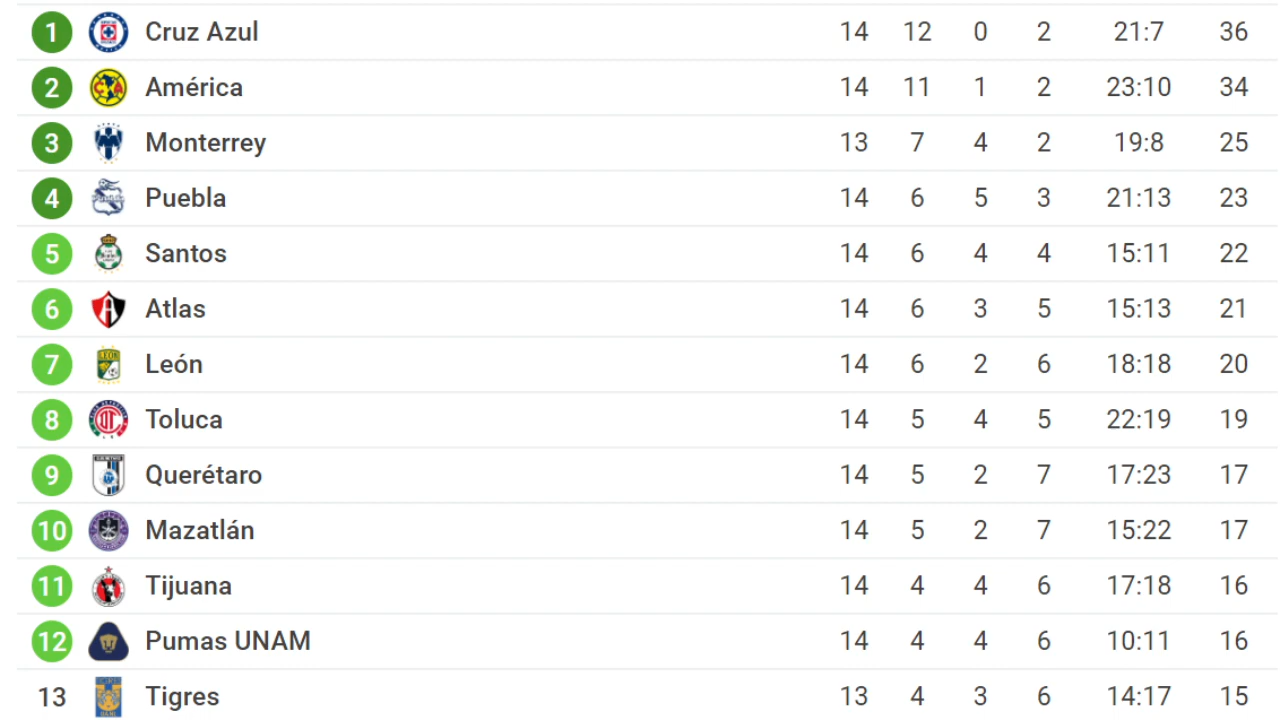 1 Cruz Azul 14 12 0 2 21:7 36
2 América 14 11 1 2 23:10 34
3 Monterrey 13 7 4 2 19:8 25
4 Puebla 14 6 5 3 21:13 23
5 Santos 14 6 4 4 15:11 22
6 Atlas 14 6 3 5 15:13 21
7 León 14 6 2 6 18:18 20
8 Toluca 14 5 4 5 22:19 19
9 Querétaro 14 5 2 7 17:23 17
10 Mazatlán 14 5 2 7 15:22 17
11 Tijuana 14 4 4 6 17:18 16
12 Pumas UNAM 14 4 4 6 10:11 16
13 Tigres 13 4 3 6 14:17 15